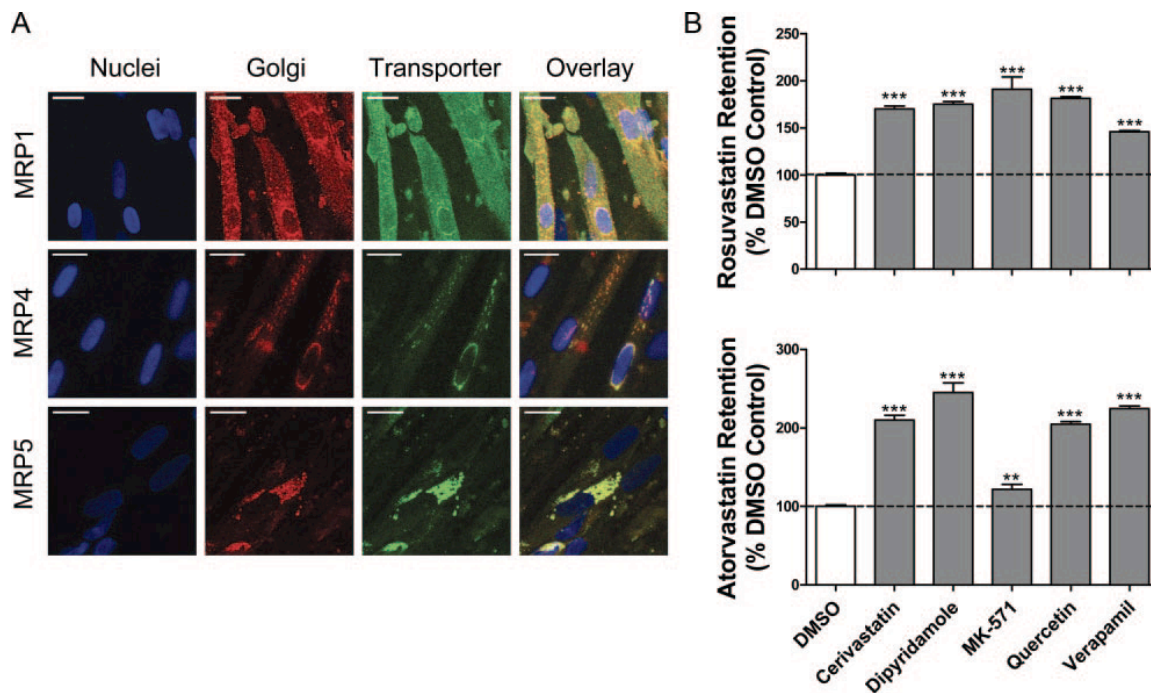 A
Nuclei Golgi Transporter Overlay
MRP1
MRP4
MRP5
B
Rosuvastatin Retention
(% DMSO Control)
250
200
150
100
50
0
***
***
***
***
***
Atorvastatin Retention
(% DMSO Control)
300
200
100
0
***
***
**
***
***
DMSO
Cerivastatin
Dipyridamole
MK-571
Quercetin
Verapamil